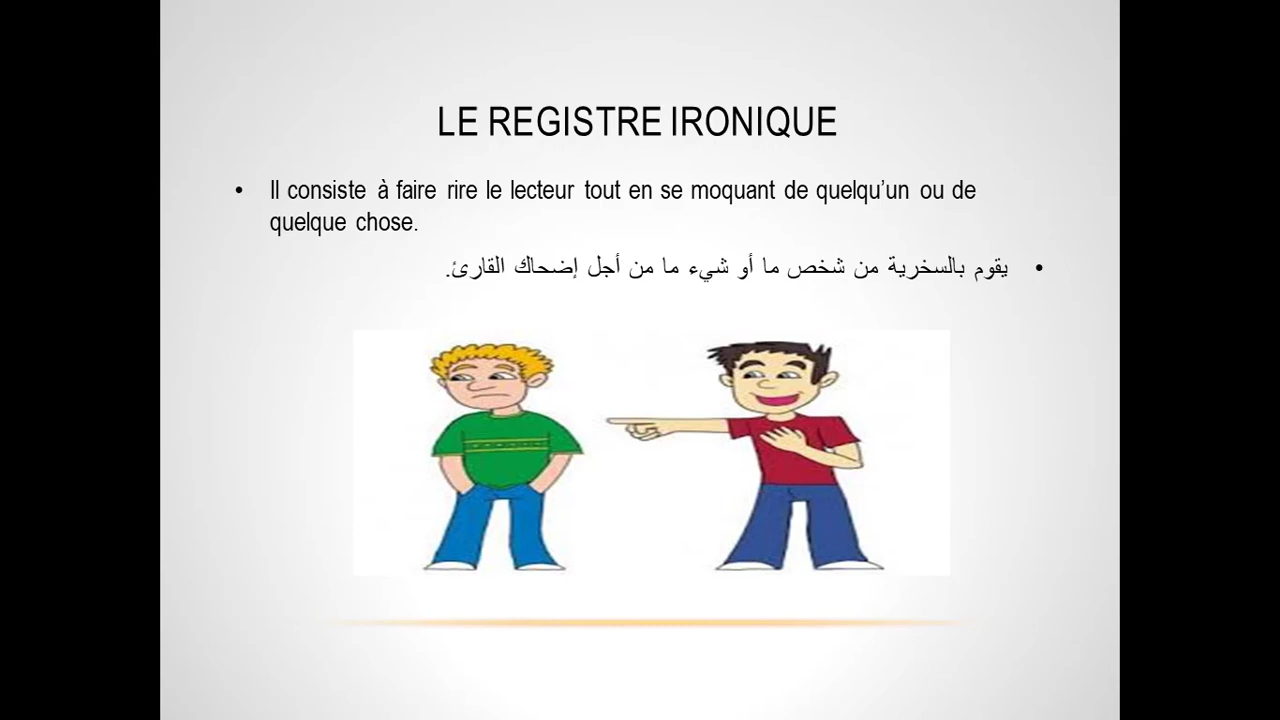 LE REGISTRE IRONIQUE
• Il consiste à faire rire le lecteur tout en se moquant de quelqu’un ou de
quelque chose.
• يقوم بالسخرية من شخص ما أو شيء ما من أجل إضحاك القارئ.